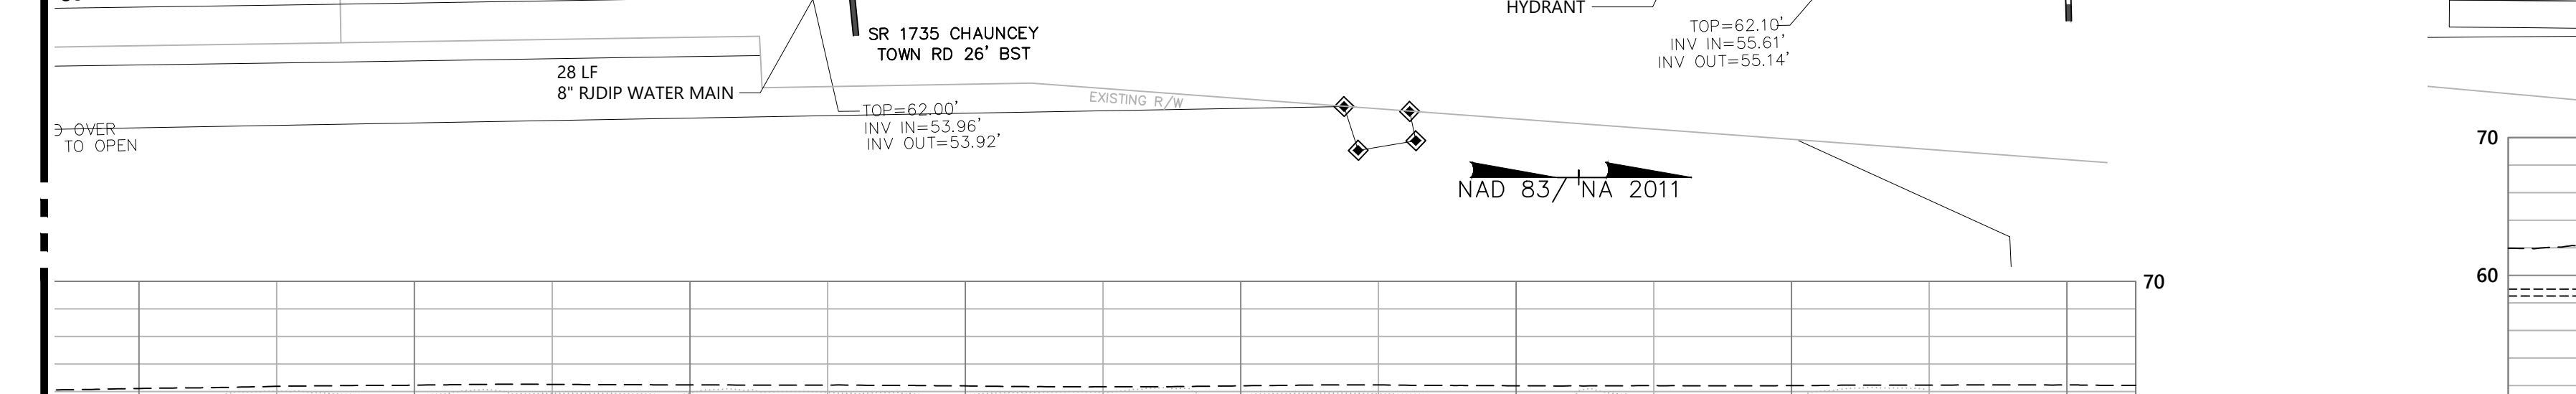 HYDRANT
SR 1735 CHAUNCEY
TOWN RD 26' BST
TOP=62.10'
INV IN=55.61'
INV OUT=55.14'
28 LF
8" RJDIP WATER MAIN
EXISTING R/W
TOP=62.00'
INV IN=53.96'
INV OUT=53.92'
OVER
TO OPEN
NAD 83/ NA 2011
70
60
70